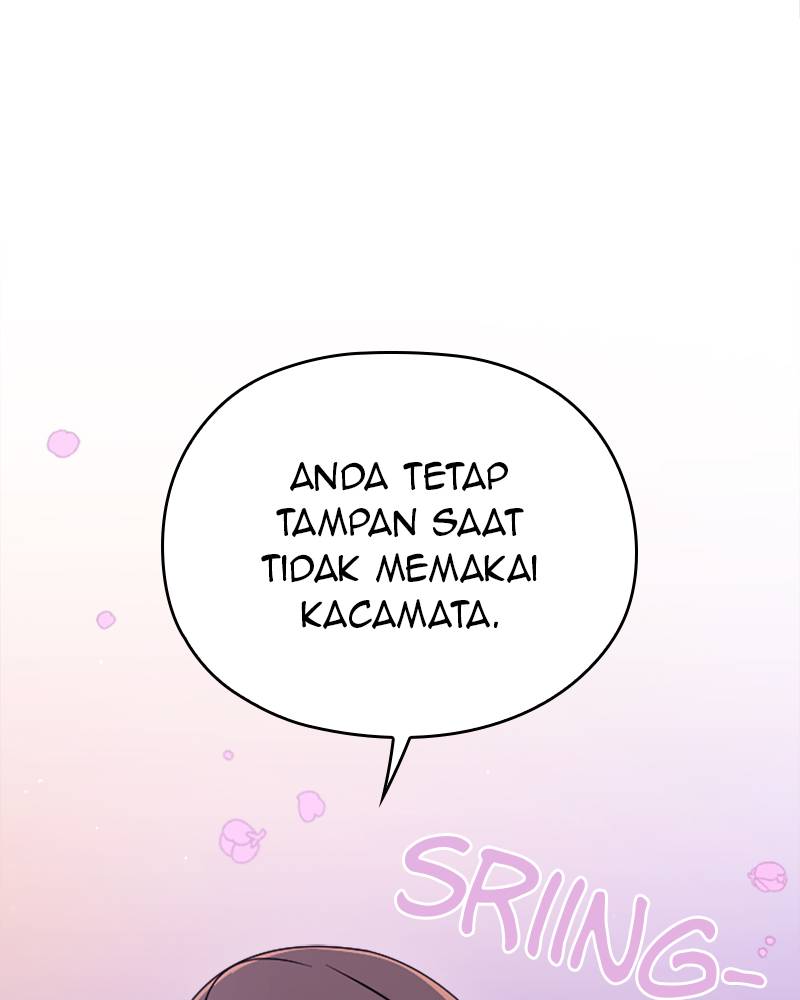 ANDA TETAP
TAMPAN SAAT
TIDAK MEMAKAI
KACAMATA.
SRIING-